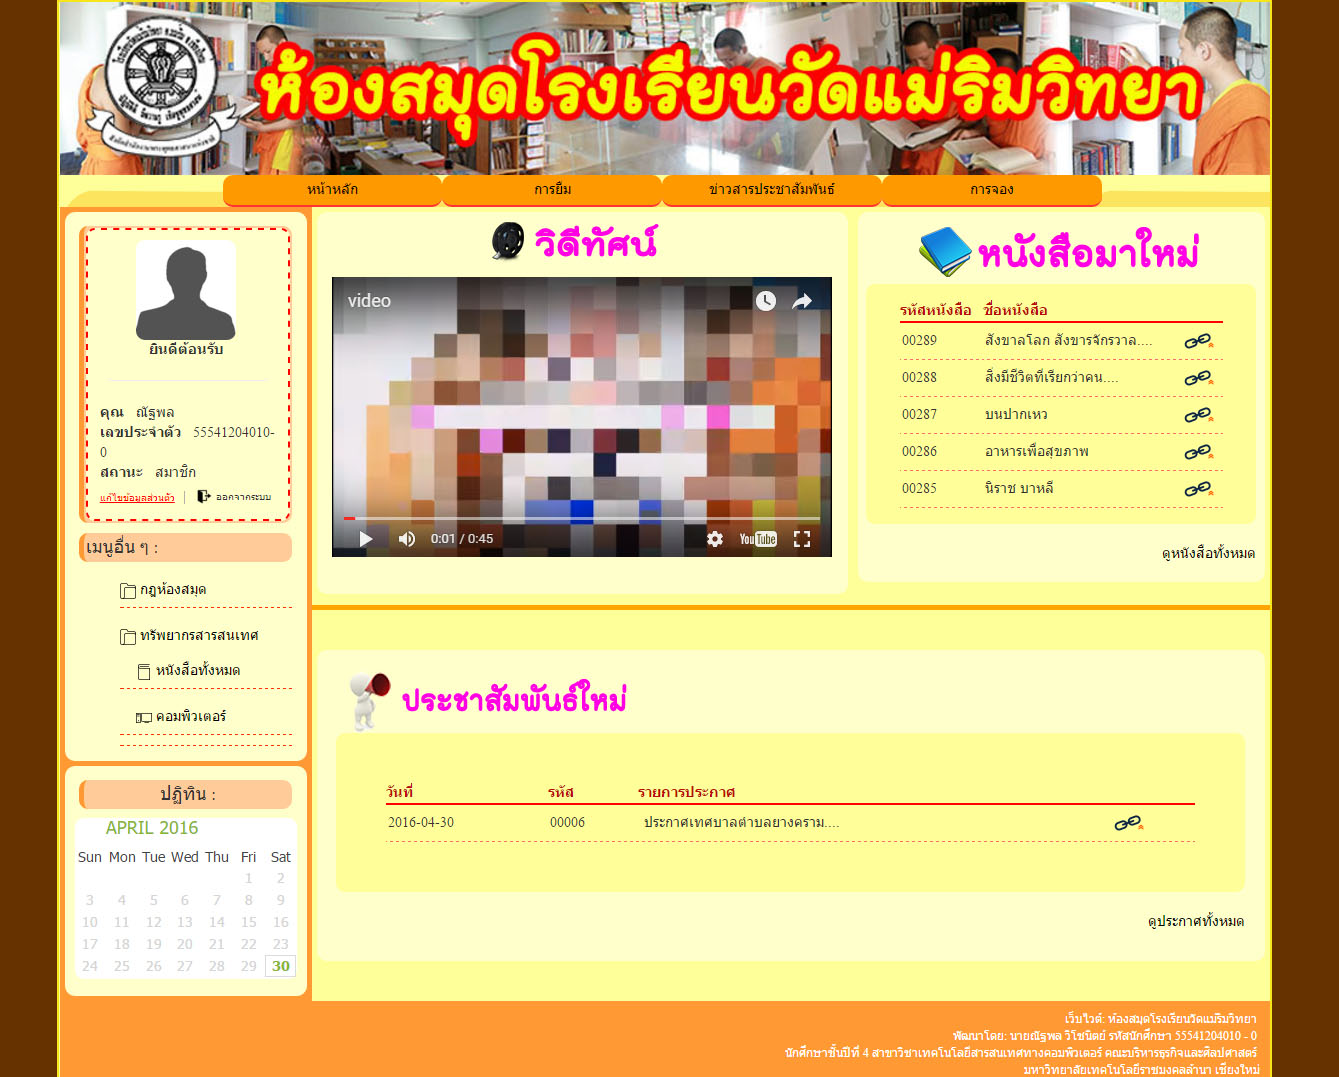 ห้องสมุดโรงเรียนวัดแม่ริมวิทยา
หน้าหลัก
การยืม
ข่าวสารประชาสัมพันธ์
การจอง
ยินดีต้อนรับ
คุณ ณัฐพล
เลขประจำตัว 55541204010-
0
สถานะ สมาชิก
แก้ไขข้อมูลส่วนตัว | ออกจากระบบ
เมนูอื่น ๆ :
กฎห้องสมุด
ทรัพยากรสารสนเทศ
หนังสือทั้งหมด
คอมพิวเตอร์
ปฏิทิน :
APRIL 2016
Sun Mon Tue Wed Thu Fri Sat
1 2
3 4 5 6 7 8 9
10 11 12 13 14 15 16
17 18 19 20 21 22 23
24 25 26 27 28 29 30
วิดีทัศน์
video
0:01 / 0:45
YouTube
หนังสือมาใหม่
รหัสหนังสือ ชื่อหนังสือ
00289 สังขาลโลก สังขารจักรวาล....
00288 สิ่งมีชีวิตที่เรียกว่าคน....
00287 บนปากเหว
00286 อาหารเพื่อสุขภาพ
00285 นิราช บาหลี
ดูหนังสือทั้งหมด
ประชาสัมพันธ์ใหม่
วันที่ รหัส รายการประกาศ
2016-04-30 00006 ประกาศเทศบาลตำบลยางคราม....
ดูประกาศทั้งหมด
เว็บไวต์: ห้องสมุดโรงเรียนวัดแม่ริมวิทยา
พัฒนาโดย: นายณัฐพล วิโชนิตย์ รหัสนักศึกษา 55541204010 - 0
นักศึกษาชั้นปีที่ 4 สาขาวิชาเทคโนโลยีสารสนเทศทางคอมพิวเตอร์ คณะบริหารธุรกิจและศิลปศาสตร์
มหาวิทยาลัยเทคโนโลยีราชมงคลล้านนา เชียงใหม่